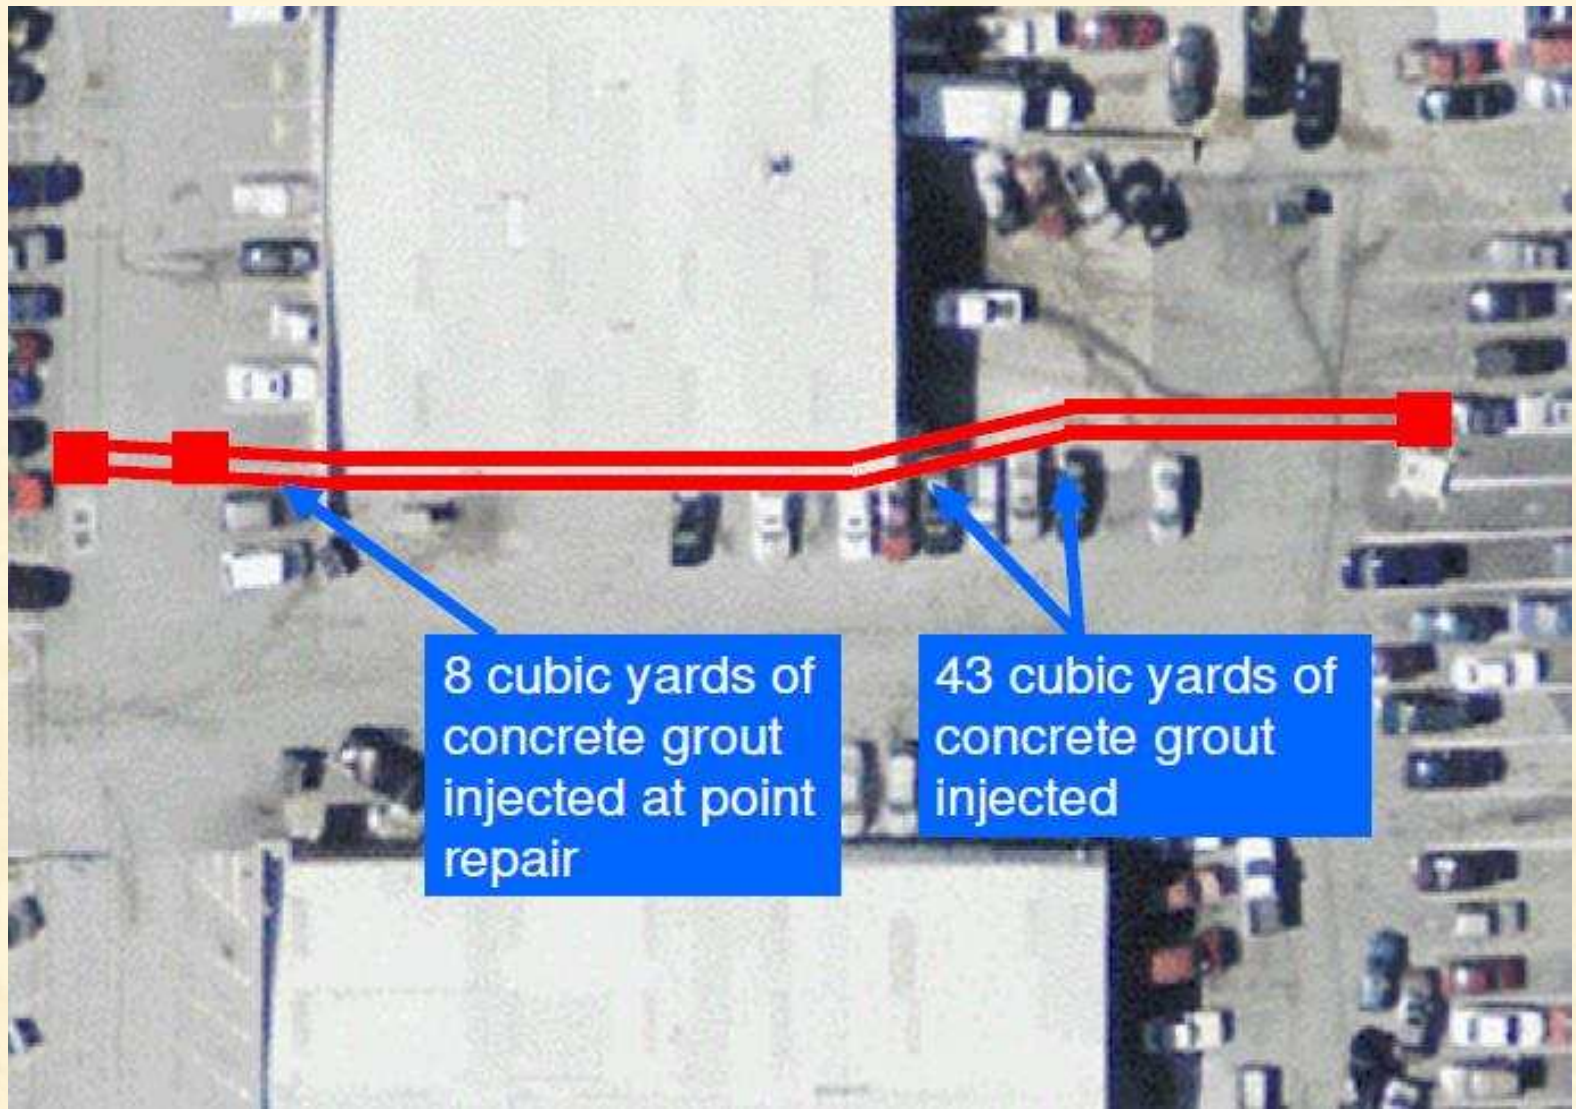 8 cubic yards of
concrete grout
injected at point
repair
43 cubic yards of
concrete grout
injected